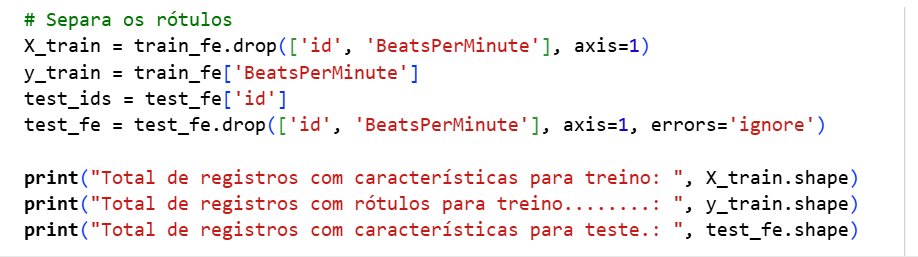 # Separa os rótulos
X_train = train_fe.drop(['id', 'BeatsPerMinute'], axis=1)
y_train = train_fe['BeatsPerMinute']
test_ids = test_fe['id']
test_fe = test_fe.drop(['id', 'BeatsPerMinute'], axis=1, errors='ignore')
print("Total de registros com características para treino: ", X_train.shape)
print("Total de registros com rótulos para treino........: ", y_train.shape)
print("Total de registros com características para teste.: ", test_fe.shape)